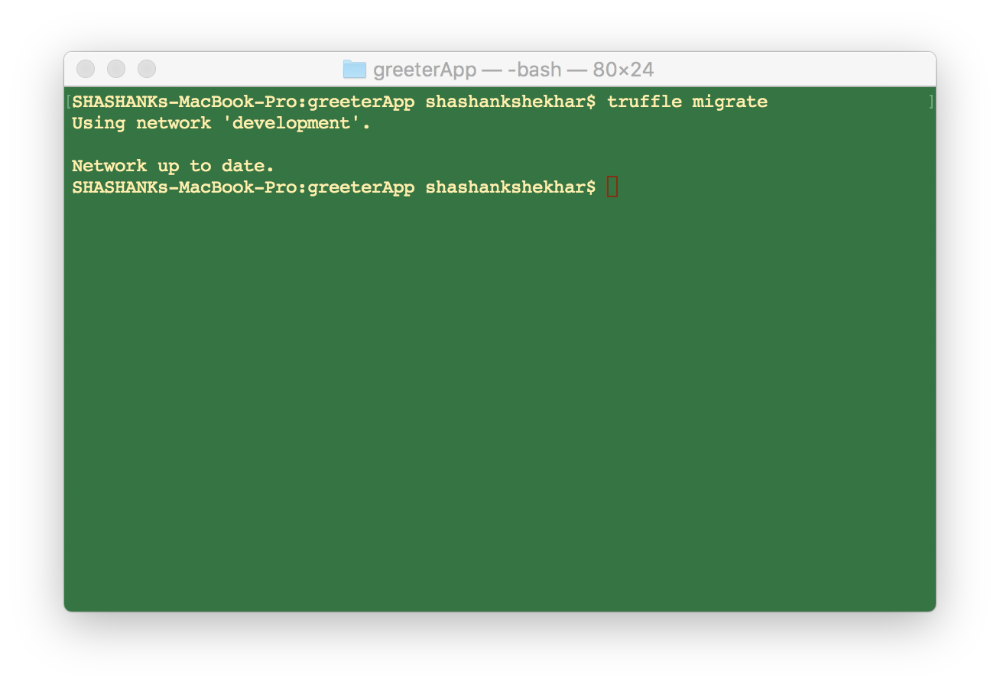 greeterApp — -bash — 80×24
[SHASHANKs-MacBook-Pro:greeterApp shashankshekhar$ truffle migrate ]
Using network 'development'.
Network up to date.
SHASHANKs-MacBook-Pro:greeterApp shashankshekhar$